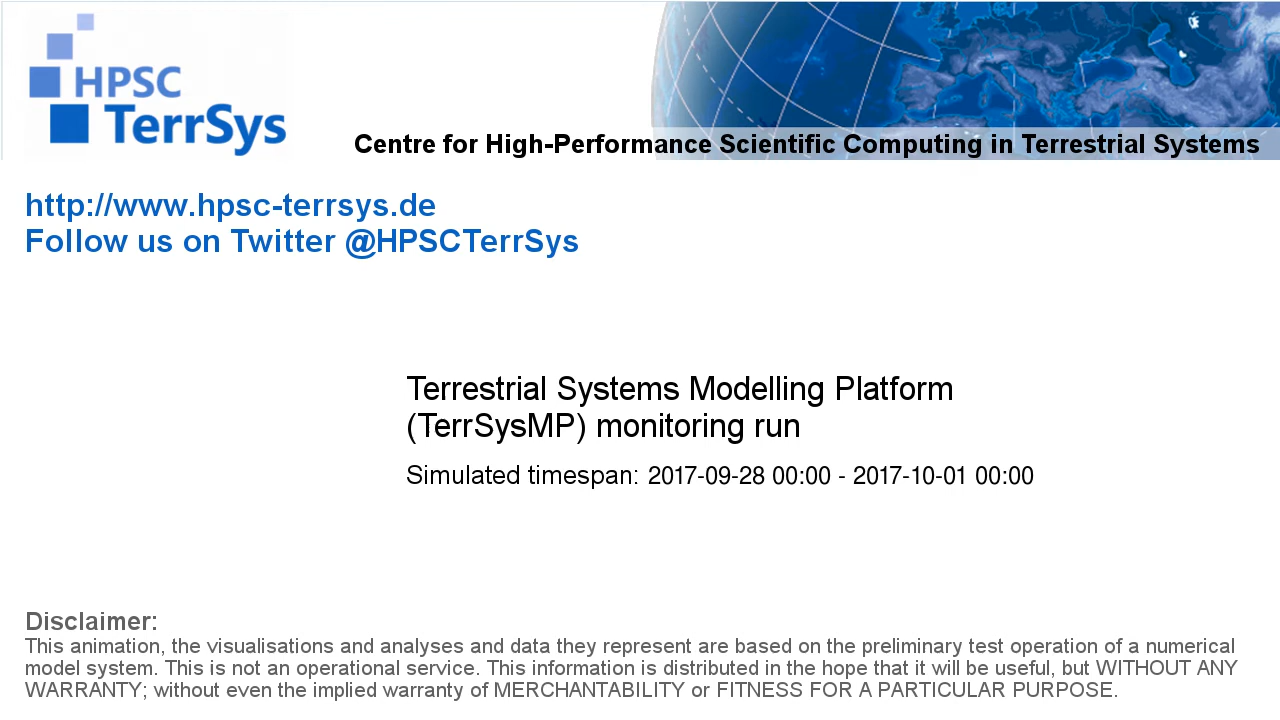 HPSC
TerrSys
Centre for High-Performance Scientific Computing in Terrestrial Systems
http://www.hpsc-terrsys.de
Follow us on Twitter @HPSCTerrSys
Terrestrial Systems Modelling Platform
(TerrSysMP) monitoring run
Simulated timespan: 2017-09-28 00:00 - 2017-10-01 00:00
Disclaimer:
This animation, the visualisations and analyses and data they represent are based on the preliminary test operation of a numerical
model system. This is not an operational service. This information is distributed in the hope that it will be useful, but WITHOUT ANY
WARRANTY; without even the implied warranty of MERCHANTABILITY or FITNESS FOR A PARTICULAR PURPOSE.